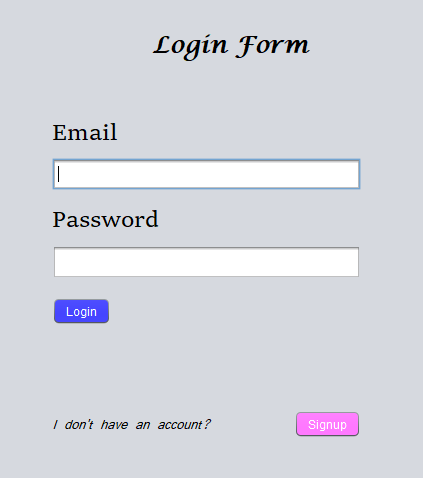 Login Form
Email
Password
Login
I don't have an account? Signup